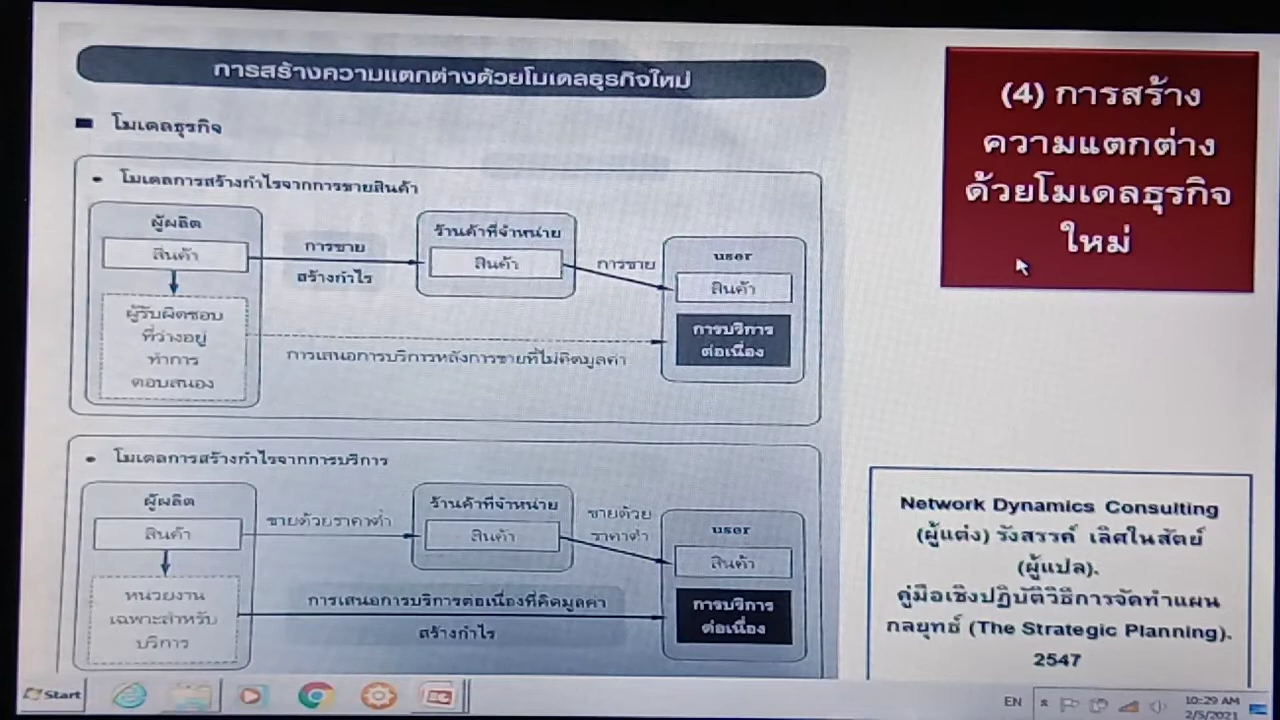 การสร้างความแตกต่างด้วยโมเดลธุรกิจใหม่
โมเดลธุรกิจ
โมเดลการสร้างกำไรจากการขายสินค้า
ผู้ผลิต
สินค้า
ผู้รับผิดชอบ
ที่ว่างอยู่
ทำการ
ตอบสนอง
การขาย
สร้างกำไร
ร้านค้าที่จำหน่าย
สินค้า
การขาย
user
สินค้า
การบริการ
ต่อเนื่อง
การเสนอการบริการหลังการขายที่ไม่คิดมูลค่า
โมเดลการสร้างกำไรจากการบริการ
ผู้ผลิต
สินค้า
หน่วยงาน
เฉพาะสำหรับ
บริการ
ขายด้วยราคาต่ำ
ร้านค้าที่จำหน่าย
สินค้า
ขายด้วย
ราคาต่ำ
user
สินค้า
การบริการ
ต่อเนื่อง
การเสนอการบริการต่อเนื่องที่คิดมูลค่า
สร้างกำไร
(4) การสร้าง
ความแตกต่าง
ด้วยโมเดลธุรกิจ
ใหม่
Network Dynamics Consulting
(ผู้แต่ง) รังสรรค์ เลิศในสัตย์
(ผู้แปล).
คู่มือเชิงปฏิบัติวิธีการจัดทำแผน
กลยุทธ์ (The Strategic Planning).
2547
Start
EN
10:29 AM
2/5/2021